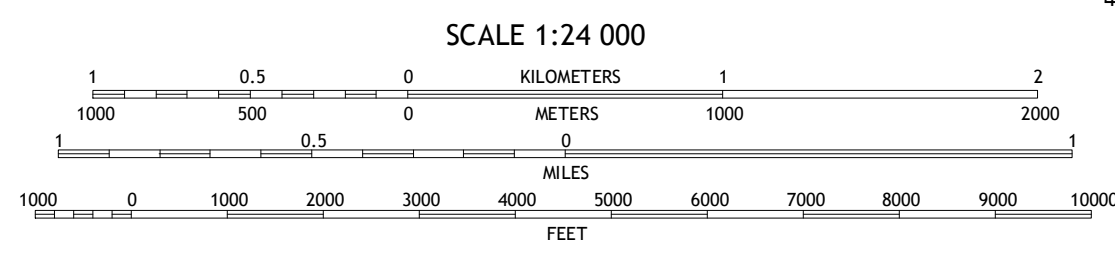 SCALE 1:24 000
1 0.5 0 KILOMETERS 1 2
1000 500 0 METERS 1000 2000
1 0.5 0 1
MILES
1000 0 1000 2000 3000 4000 5000 6000 7000 8000 9000 10000
FEET